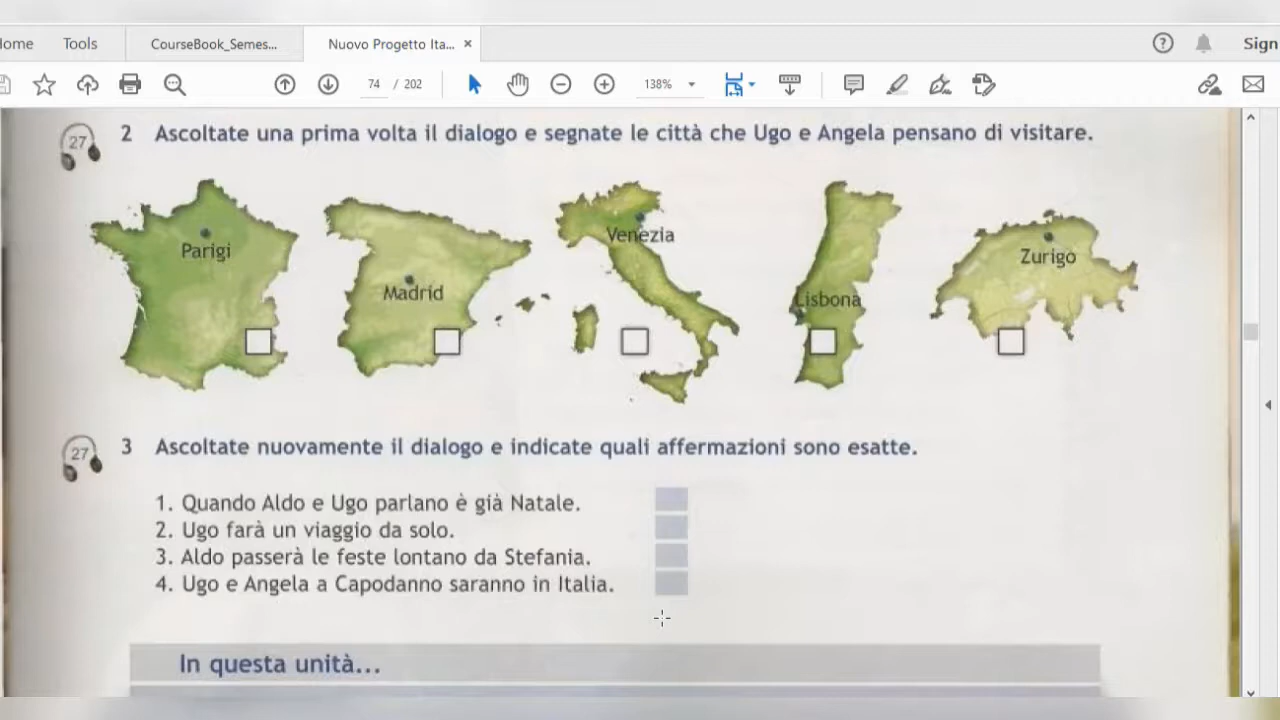 Home
Tools
CourseBook_Semes...
Nuovo Progetto Ita... ×
Sign
74 / 202
138%
27
2 Ascoltate una prima volta il dialogo e segnate le città che Ugo e Angela pensano di visitare.
Parigi
Madrid
Venezia
Lisbona
Zurigo
27
3 Ascoltate nuovamente il dialogo e indicate quali affermazioni sono esatte.
1. Quando Aldo e Ugo parlano è già Natale.
2. Ugo farà un viaggio da solo.
3. Aldo passerà le feste lontano da Stefania.
4. Ugo e Angela a Capodanno saranno in Italia.
In questa unità...